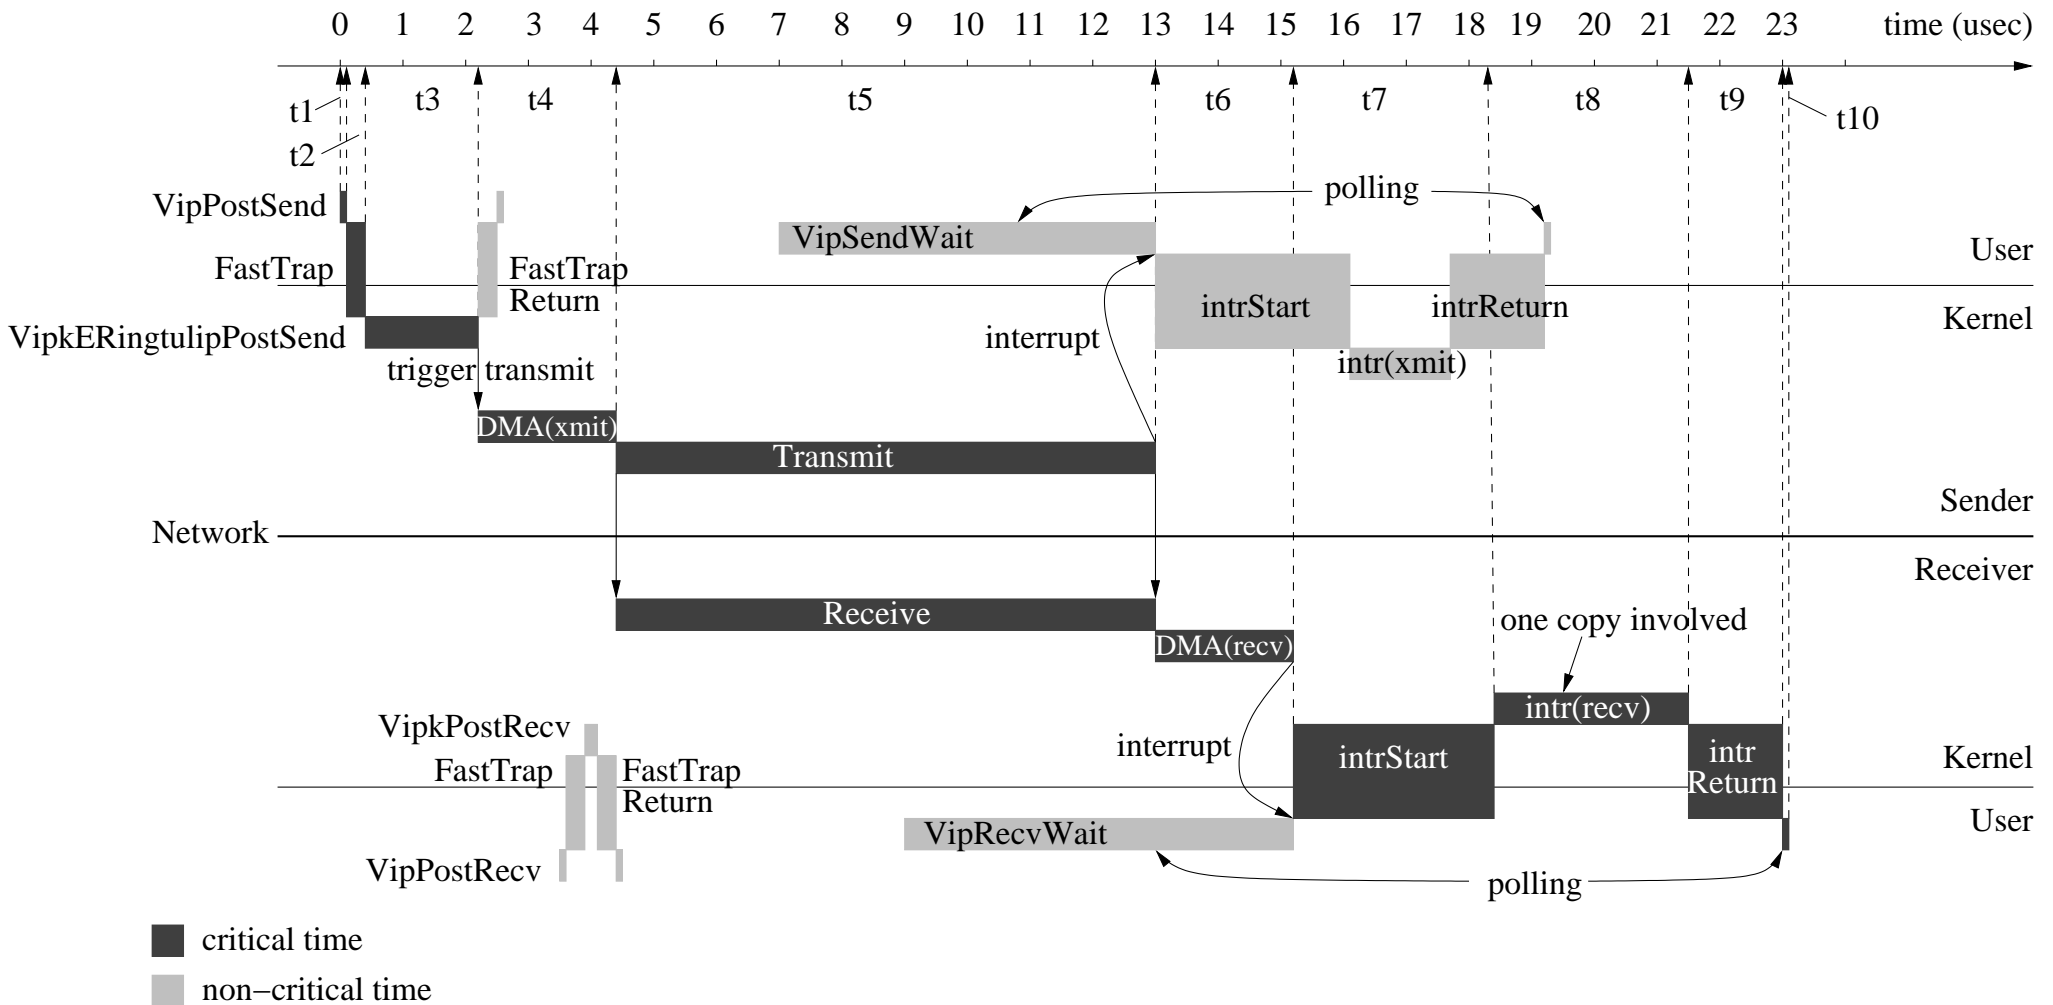 0 1 2 3 4 5 6 7 8 9 10 11 12 13 14 15 16 17 18 19 20 21 22 23 time (usec)
t1 t3 t4 t5 t6 t7 t8 t9 t10
t2
VipPostSend
polling
VipSendWait
User
FastTrap
FastTrap
Return
intrStart
intrReturn
Kernel
VipkERingtulipPostSend
interrupt
trigger transmit
intr(xmit)
DMA(xmit)
Transmit
Sender
Network
Receiver
Receive
one copy involved
DMA(recv)
intr(recv)
VipkPostRecv
interrupt
intrStart
intr
Return
Kernel
FastTrap
FastTrap
Return
User
VipRecvWait
VipPostRecv
polling
critical time
non−critical time